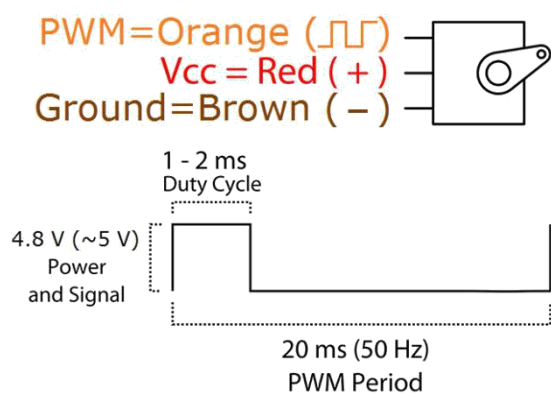 PWM=Orange (⎍⎍)
Vcc = Red ( + )
Ground=Brown ( − )
1 - 2 ms
Duty Cycle
4.8 V (~5 V)
Power
and Signal
20 ms (50 Hz)
PWM Period